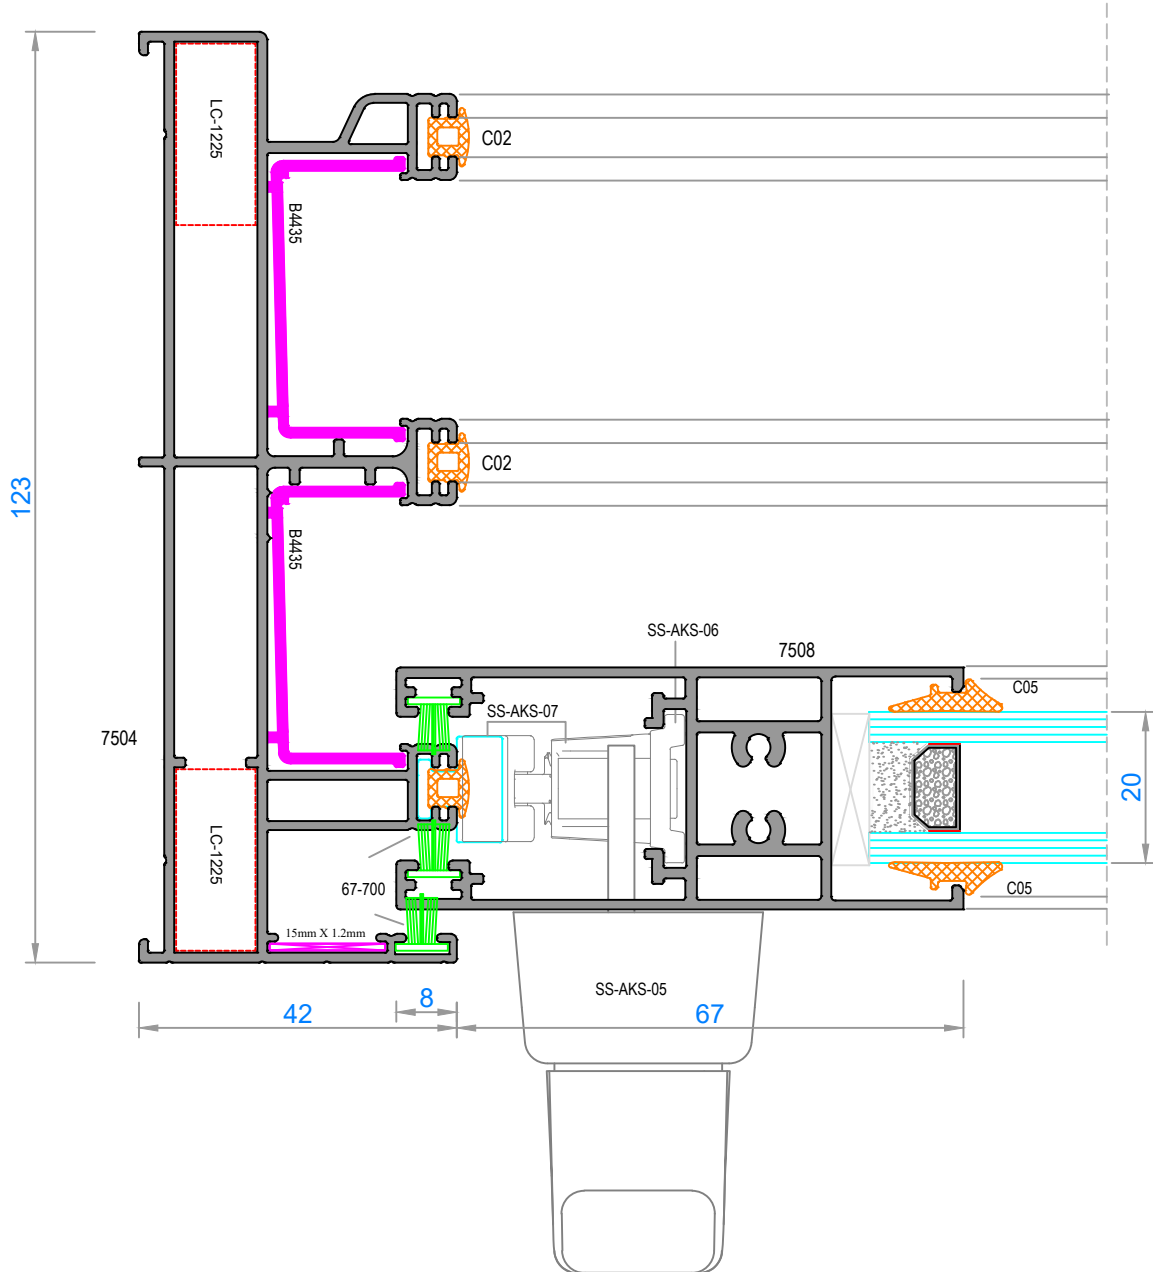 LC-1225
C02
B4435
C02
123
B4435
SS-AKS-06
7508
C05
SS-AKS-07
7504
20
LC-1225
67-700
C05
15mm X 1.2mm
SS-AKS-05
8
42
67